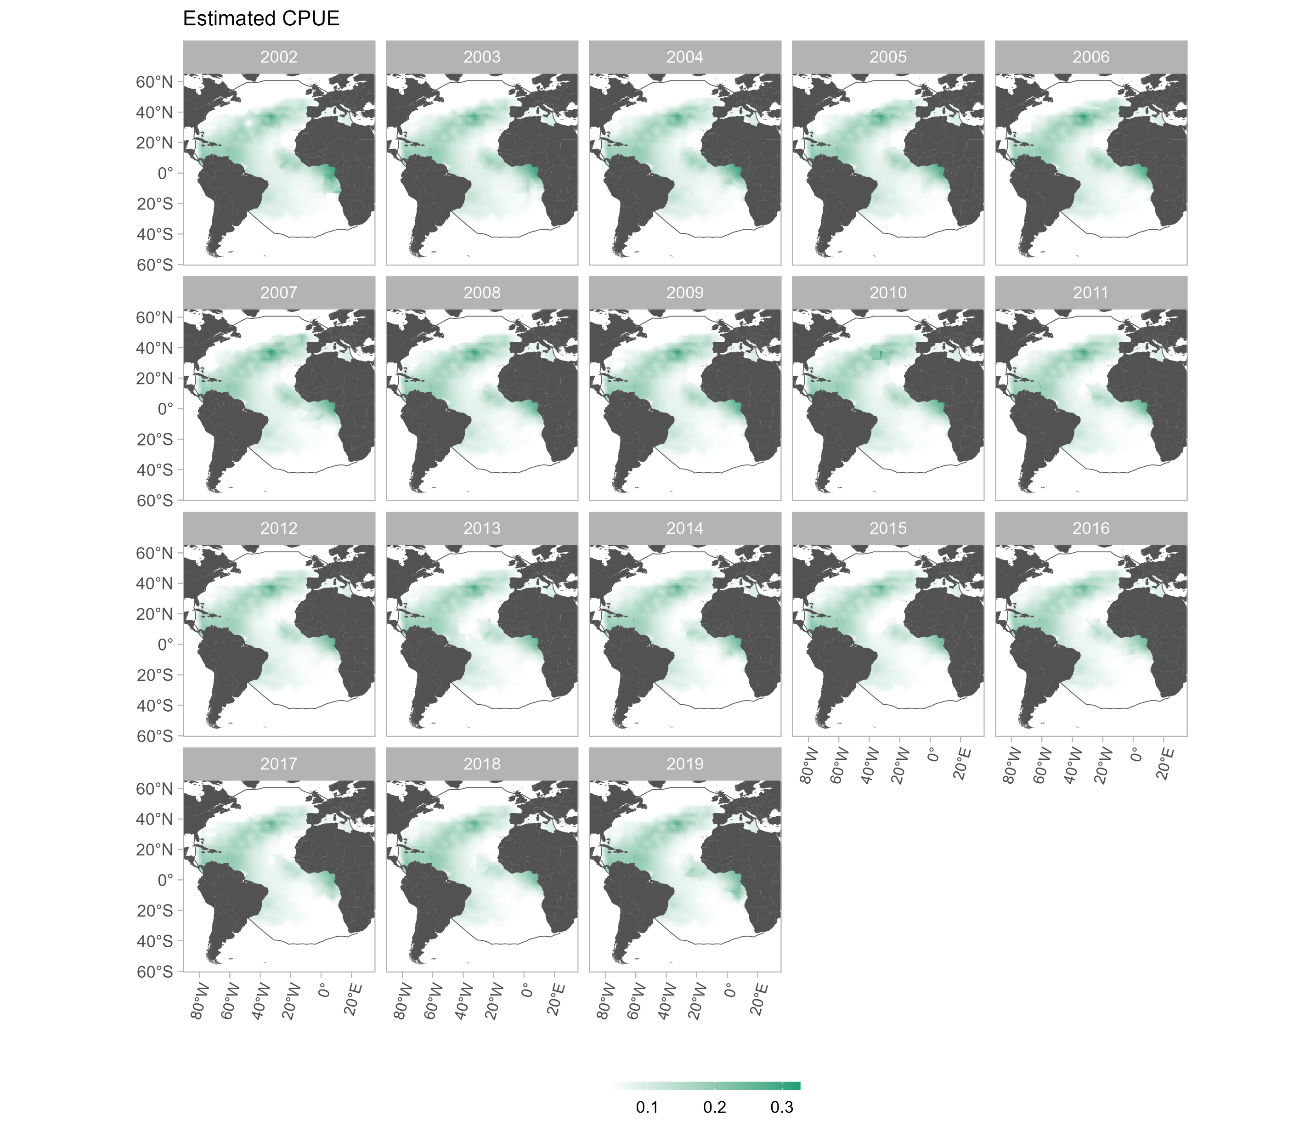 Estimated CPUE
2002 2003 2004 2005 2006
60°N
40°N
20°N
0°
20°S
40°S
60°S
2007 2008 2009 2010 2011
60°N
40°N
20°N
0°
20°S
40°S
60°S
2012 2013 2014 2015 2016
60°N
40°N
20°N
0°
20°S
40°S
60°S
80°W 60°W 40°W 20°W 0° 20°E 80°W 60°W 40°W 20°W 0° 20°E
2017 2018 2019
60°N
40°N
20°N
0°
20°S
40°S
60°S
80°W 60°W 40°W 20°W 0° 20°E 80°W 60°W 40°W 20°W 0° 20°E 80°W 60°W 40°W 20°W 0° 20°E
0.1 0.2 0.3